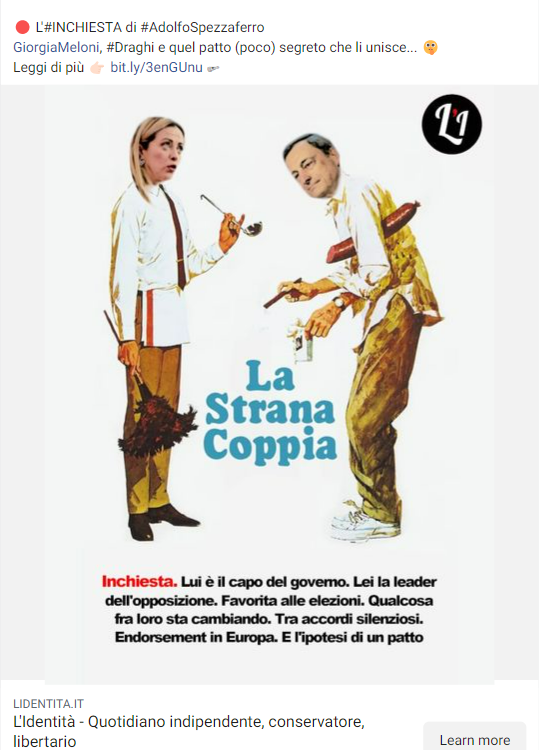 🔴 L'#INCHIESTA di #AdolfoSpezzaferro
GiorgiaMeloni, #Draghi e quel patto (poco) segreto che li unisce... 🤫
Leggi di più 👉🏻 bit.ly/3enGUnu
L'I
La
Strana
Coppia
Inchiesta. Lui è il capo del governo. Lei la leader
dell'opposizione. Favorita alle elezioni. Qualcosa
fra loro sta cambiando. Tra accordi silenziosi.
Endorsement in Europa. E l'ipotesi di un patto
LIDENTITA.IT
L'Identità - Quotidiano indipendente, conservatore,
libertario
Learn more